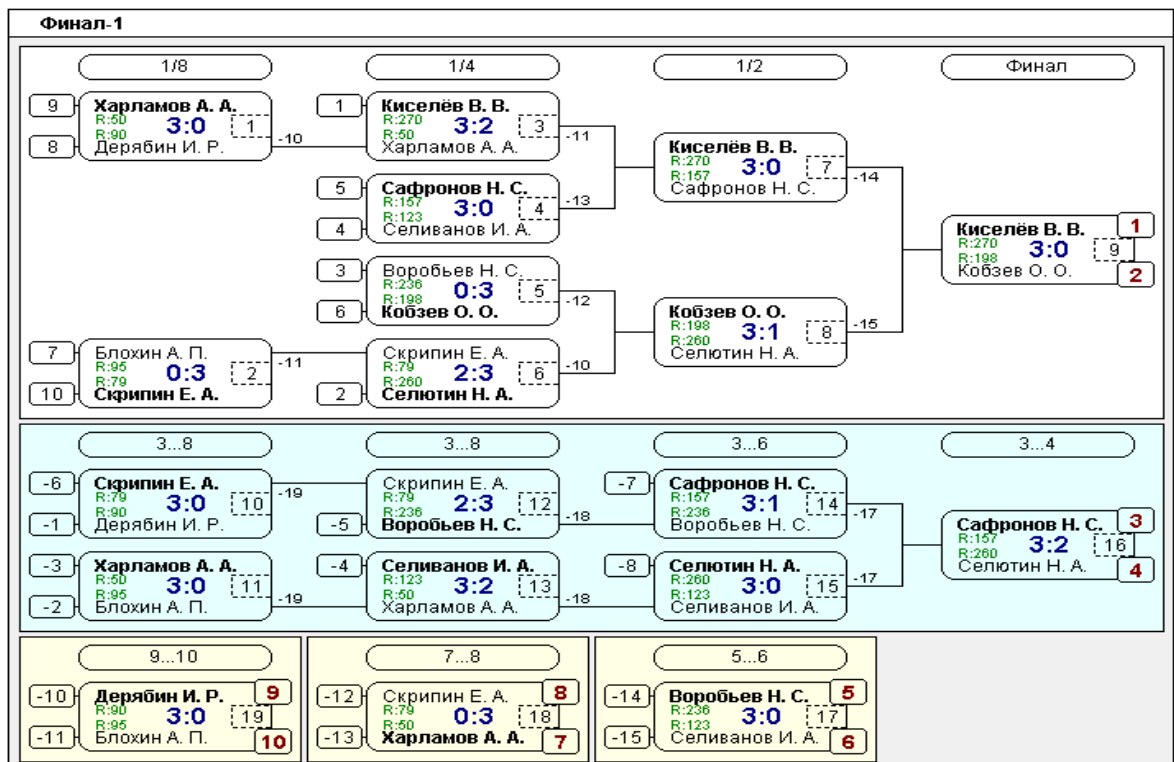 Финал-1
1/8
1/4
1/2
Финал
9
Харламов А. А.
R:50
R:90
3:0
1
8
Дерябин И. Р.
-10
1
Киселёв В. В.
R:270
R:50
3:2
3
Харламов А. А.
-11
5
Сафронов Н. С.
R:157
R:123
3:0
4
4
Селиванов И. А.
-13
Киселёв В. В.
R:270
R:157
3:0
7
Сафронов Н. С.
-14
3
Воробьев Н. С.
R:236
R:198
0:3
5
6
Кобзев О. О.
-12
7
Блохин А. П.
R:95
R:79
0:3
2
10
Скрипин Е. А.
-11
Скрипин Е. А.
R:79
R:260
2:3
6
2
Селютин Н. А.
-10
Кобзев О. О.
R:198
R:260
3:1
8
Селютин Н. А.
-15
Киселёв В. В.
1
R:270
R:198
3:0
9
Кобзев О. О.
2
3...8
3...8
3...6
3...4
-6
Скрипин Е. А.
R:79
R:90
3:0
10
-1
Дерябин И. Р.
-19
Скрипин Е. А.
R:79
R:236
2:3
12
-5
Воробьев Н. С.
-18
-7
Сафронов Н. С.
R:157
R:236
3:1
14
Воробьев Н. С.
-17
-3
Харламов А. А.
R:50
R:95
3:0
11
-2
Блохин А. П.
-19
-4
Селиванов И. А.
R:123
R:50
3:2
13
Харламов А. А.
-18
-8
Селютин Н. А.
R:260
R:123
3:0
15
Селиванов И. А.
-17
Сафронов Н. С.
3
R:157
R:260
3:2
16
Селютин Н. А.
4
9...10
7...8
5...6
-10
Дерябин И. Р.
9
R:90
R:95
3:0
19
-11
Блохин А. П.
10
-12
Скрипин Е. А.
8
R:79
R:50
0:3
18
-13
Харламов А. А.
7
-14
Воробьев Н. С.
5
R:236
R:123
3:0
17
-15
Селиванов И. А.
6